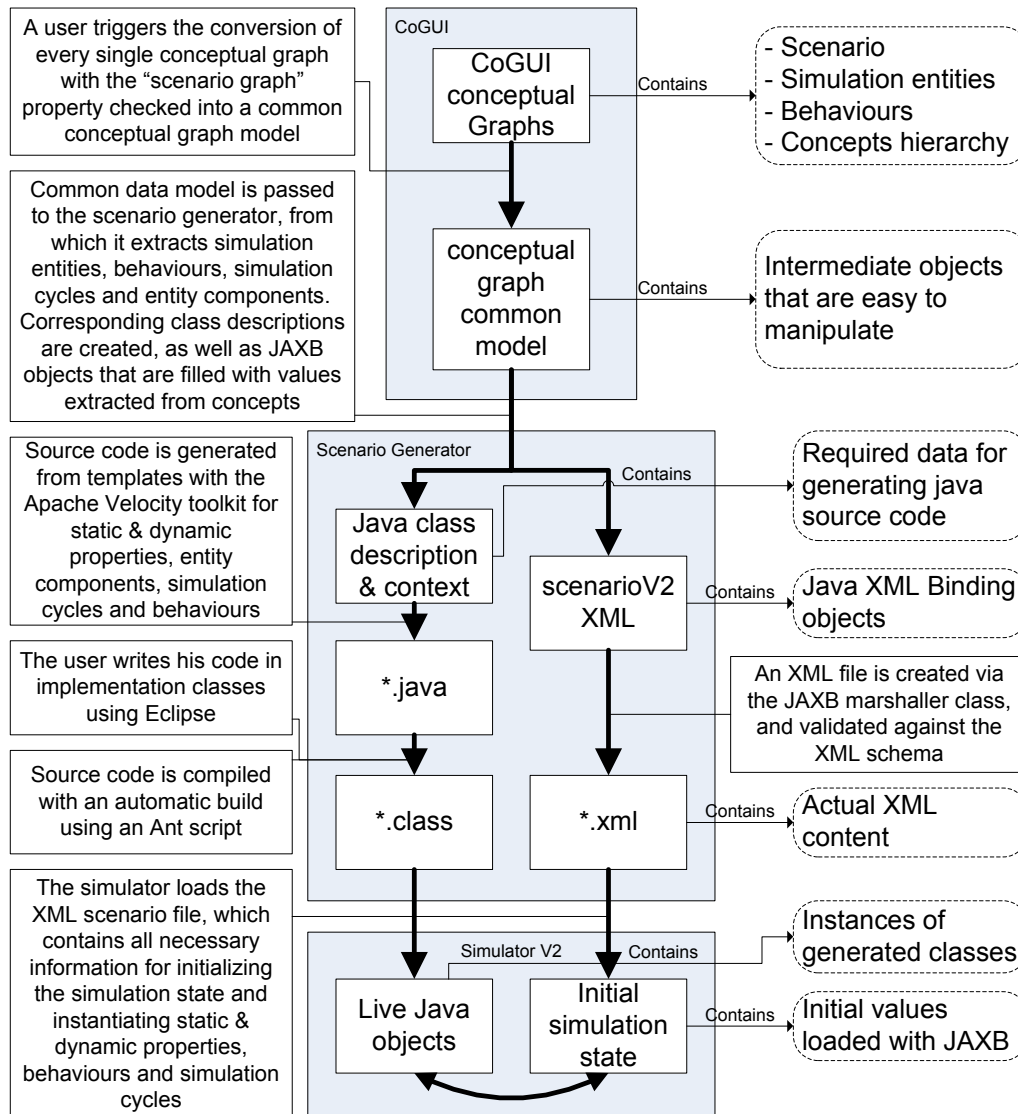 A user triggers the conversion of
every single conceptual graph
with the “scenario graph”
property checked into a common
conceptual graph model
CoGUI
CoGUI
conceptual
Graphs
Contains
- Scenario
- Simulation entities
- Behaviours
- Concepts hierarchy
Common data model is passed
to the scenario generator, from
which it extracts simulation
entities, behaviours, simulation
cycles and entity components.
Corresponding class descriptions
are created, as well as JAXB
objects that are filled with values
extracted from concepts
conceptual
graph
common
model
Contains
Intermediate objects
that are easy to
manipulate
Source code is generated
from templates with the
Apache Velocity toolkit for
static & dynamic
properties, entity
components, simulation
cycles and behaviours
Scenario Generator
Java class
description
& context
Contains
Required data for
generating java
source code
scenarioV2
XML
Contains
Java XML Binding
objects
The user writes his code in
implementation classes
using Eclipse
*.java
An XML file is created via
the JAXB marshaller class,
and validated against the
XML schema
Source code is compiled
with an automatic build
using an Ant script
*.class
*.xml
Contains
Actual XML
content
The simulator loads the
XML scenario file, which
contains all necessary
information for initializing
the simulation state and
instantiating static &
dynamic properties,
behaviours and simulation
cycles
Simulator V2
Contains
Instances of
generated classes
Live Java
objects
Initial
simulation
state
Contains
Initial values
loaded with JAXB